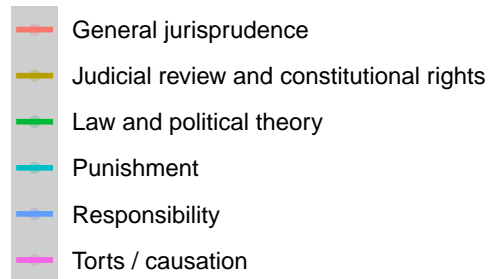 General jurisprudence
Judicial review and constitutional rights
Law and political theory
Punishment
Responsibility
Torts / causation